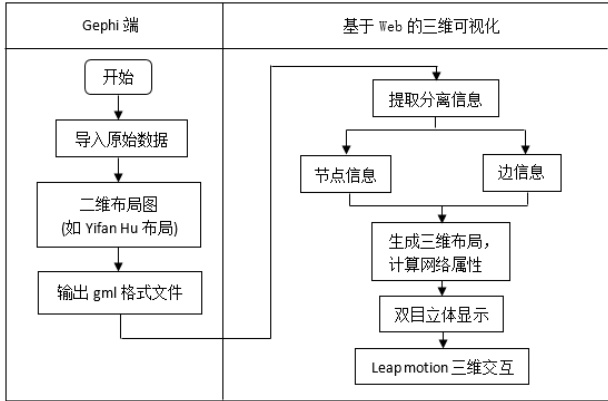 Gephi 端
基于 Web 的三维可视化
开始
导入原始数据
二维布局图
(如 Yifan Hu 布局)
输出 gml 格式文件
提取分离信息
节点信息
边信息
生成三维布局，
计算网络属性
双目立体显示
Leap motion 三维交互